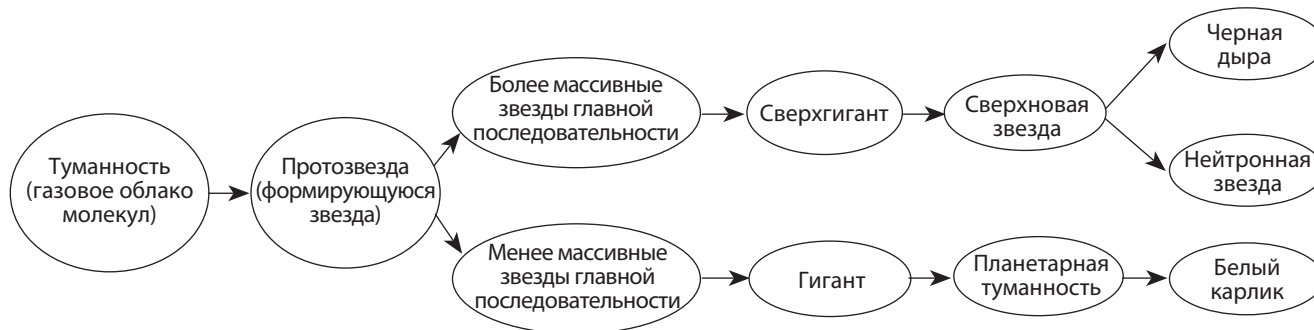 Туманность
(газовое облако
молекул)
Протозвезда
(формирующуюся
звезда)
Более массивные
звезды главной
последовательности
Сверхгигант
Сверхновая
звезда
Черная
дыра
Нейтронная
звезда
Менее массивные
звезды главной
последовательности
Гигант
Планетарная
туманность
Белый
карлик